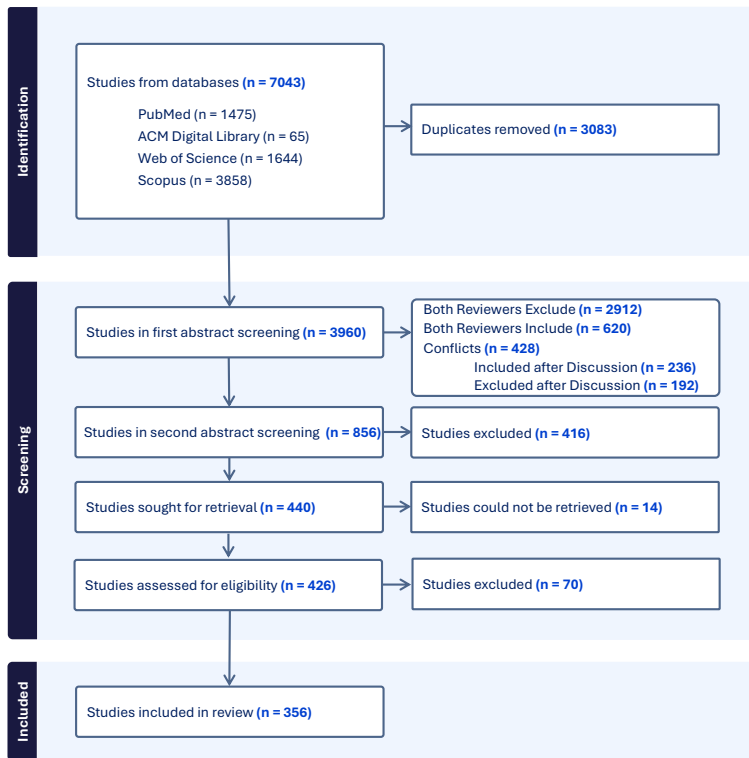 Identification
Studies from databases (n = 7043)
PubMed (n = 1475)
ACM Digital Library (n = 65)
Web of Science (n = 1644)
Scopus (n = 3858)
Duplicates removed (n = 3083)
Screening
Studies in first abstract screening (n = 3960)
Both Reviewers Exclude (n = 2912)
Both Reviewers Include (n = 620)
Conflicts (n = 428)
Included after Discussion (n = 236)
Excluded after Discussion (n = 192)
Studies in second abstract screening (n = 856)
Studies excluded (n = 416)
Studies sought for retrieval (n = 440)
Studies could not be retrieved (n = 14)
Studies assessed for eligibility (n = 426)
Studies excluded (n = 70)
Included
Studies included in review (n = 356)